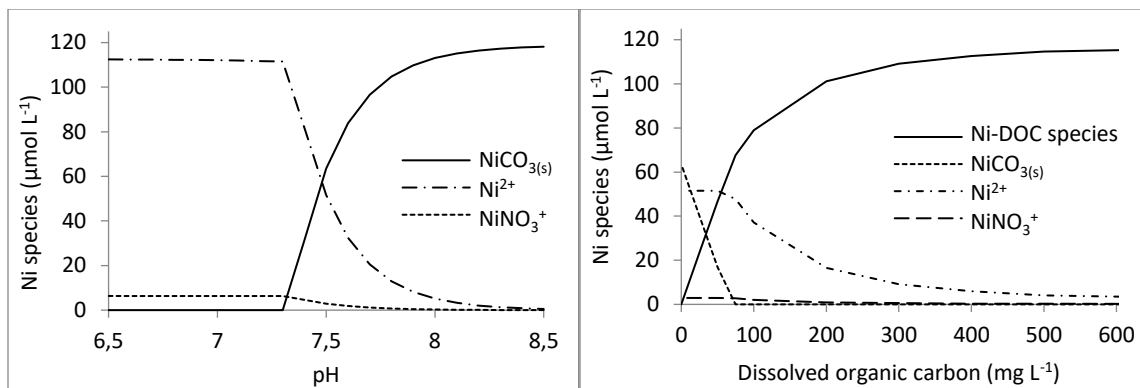 Ni species (µmol L⁻¹)
120
100
80
60
40
20
0
NiCO₃₍ₛ₎
Ni²⁺
NiNO₃⁺
6,5 7 7,5 8 8,5
pH
Ni species (µmol L⁻¹)
120
100
80
60
40
20
0
Ni-DOC species
NiCO₃₍ₛ₎
Ni²⁺
NiNO₃⁺
0 100 200 300 400 500 600
Dissolved organic carbon (mg L⁻¹)